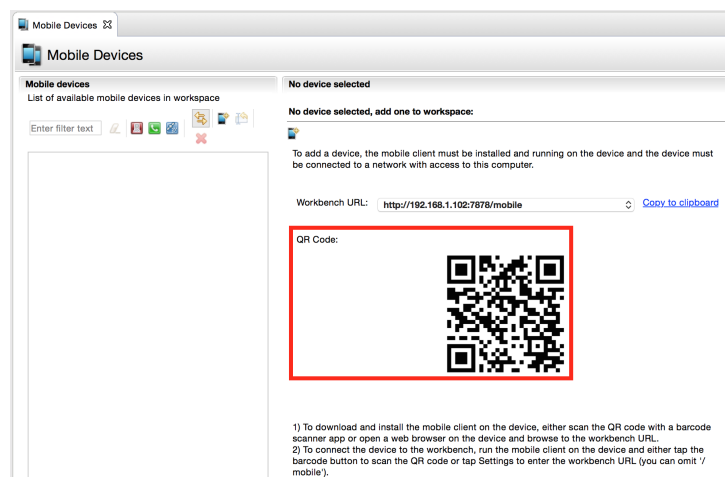 Mobile Devices
Mobile Devices
Mobile devices
List of available mobile devices in workspace
Enter filter text
No device selected
No device selected, add one to workspace:
To add a device, the mobile client must be installed and running on the device and the device must
be connected to a network with access to this computer.
Workbench URL: http://192.168.1.102:7878/mobile Copy to clipboard
QR Code:
1) To download and install the mobile client on the device, either scan the QR code with a barcode
scanner app or open a web browser on the device and browse to the workbench URL.
2) To connect the device to the workbench, run the mobile client on the device and either tap the
barcode button to scan the QR code or tap Settings to enter the workbench URL (you can omit '/
mobile').